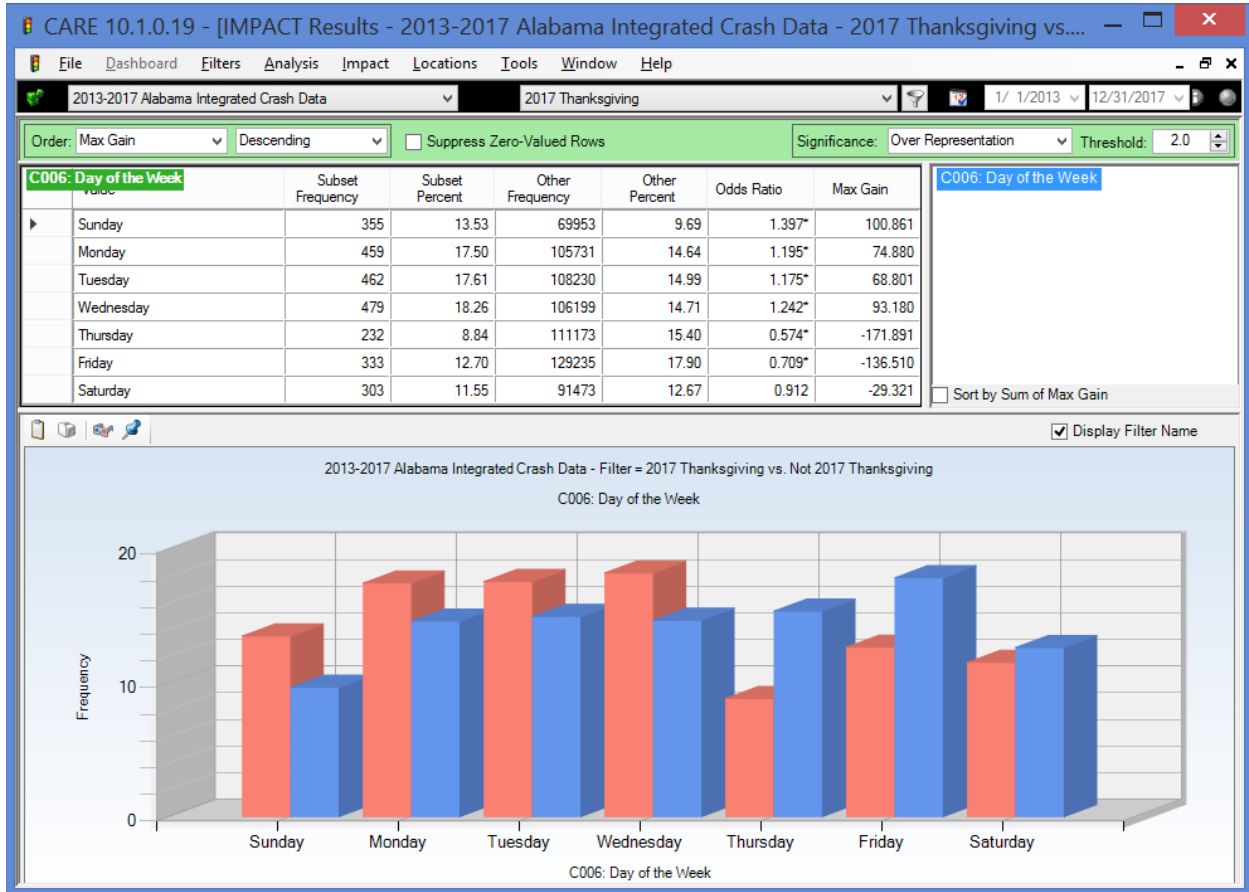 CARE 10.1.0.19 - [IMPACT Results - 2013-2017 Alabama Integrated Crash Data - 2017 Thanksgiving vs....
File Dashboard Filters Analysis Impact Locations Tools Window Help
2013-2017 Alabama Integrated Crash Data 2017 Thanksgiving 1/ 1/2013 12/31/2017
Order: Max Gain Descending Suppress Zero-Valued Rows Significance: Over Representation Threshold: 2.0
C006: Day of the Week Subset Frequency Subset Percent Other Frequency Other Percent Odds Ratio Max Gain C006: Day of the Week
Sunday 355 13.53 69953 9.69 1.397* 100.861
Monday 459 17.50 105731 14.64 1.195* 74.880
Tuesday 462 17.61 108230 14.99 1.175* 68.801
Wednesday 479 18.26 106199 14.71 1.242* 93.180
Thursday 232 8.84 111173 15.40 0.574* -171.891
Friday 333 12.70 129235 17.90 0.709* -136.510
Saturday 303 11.55 91473 12.67 0.912 -29.321
Sort by Sum of Max Gain
Display Filter Name
2013-2017 Alabama Integrated Crash Data - Filter = 2017 Thanksgiving vs. Not 2017 Thanksgiving
C006: Day of the Week
20
10
0
Frequency
Sunday Monday Tuesday Wednesday Thursday Friday Saturday
C006: Day of the Week